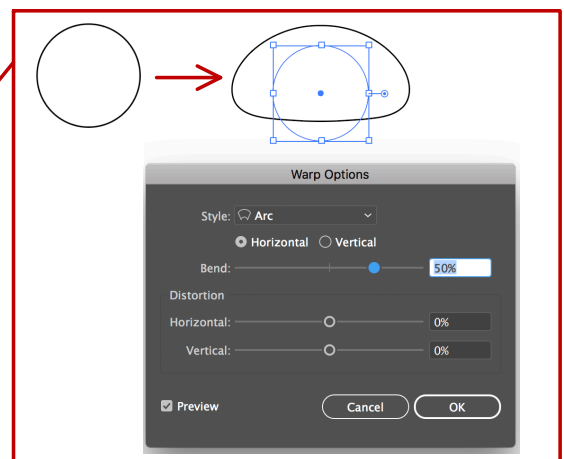 Warp Options
Style: Arc
Horizontal Vertical
Bend: 50%
Distortion
Horizontal: 0%
Vertical: 0%
Preview Cancel OK